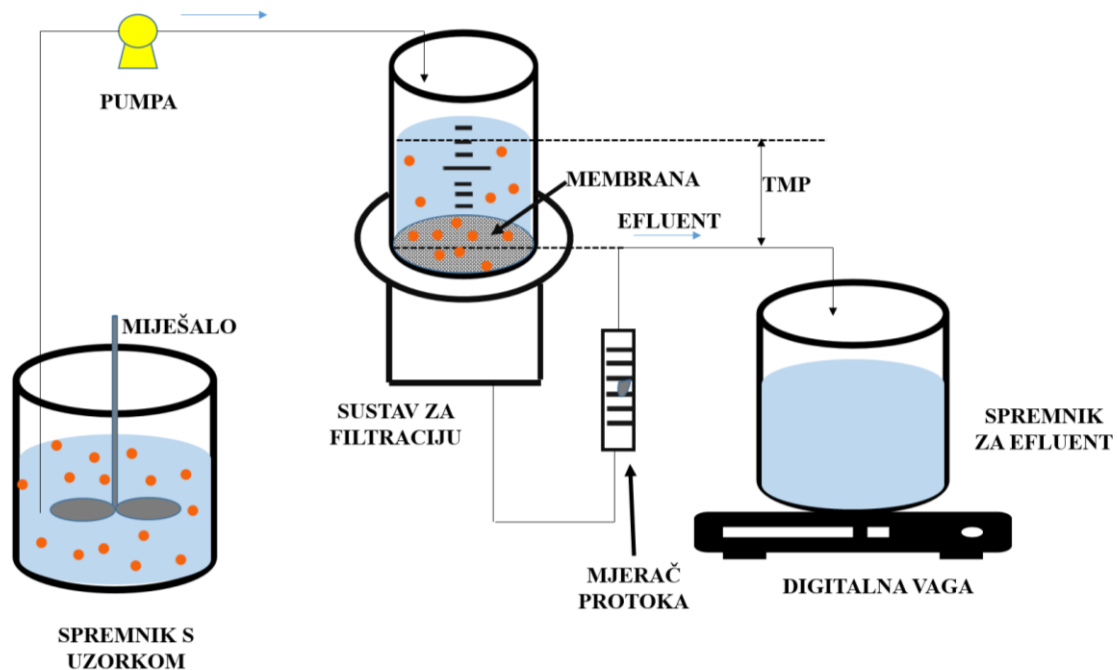 PUMPA
MEMBRANA
TMP
EFLUENT
MIJEŠALO
SUSTAV ZA
FILTRACIJU
SPREMNIK
ZA EFLUENT
MJERAČ
PROTOKA
DIGITALNA VAGA
SPREMNIK S
UZORKOM